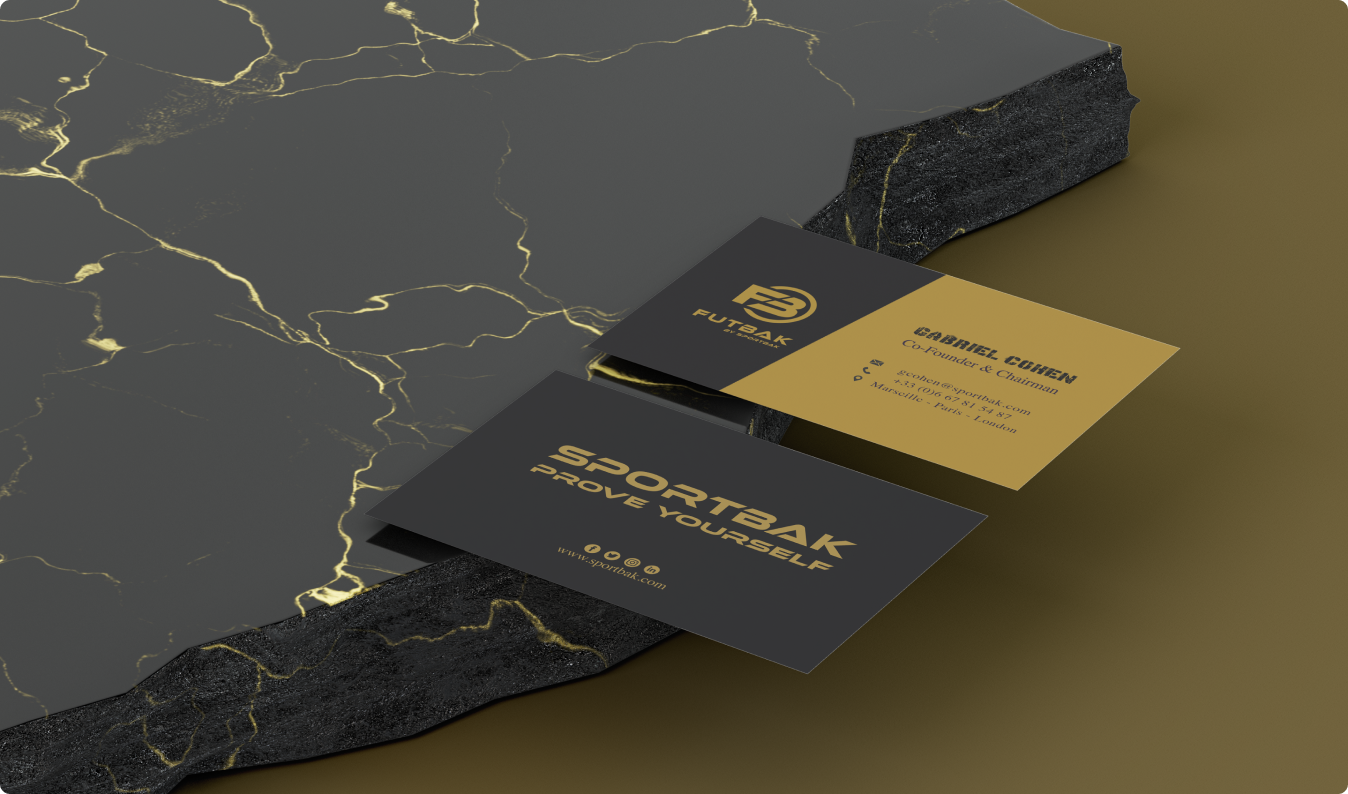 FB
FUTBAK
BY SPORTBAK
GABRIEL COHEN
Co-Founder & Chairman
gcohen@sportbak.com
+33 (0)6 67 81 54 87
Marseille - Paris - London
SPORTBAK
PROVE YOURSELF
www.sportbak.com